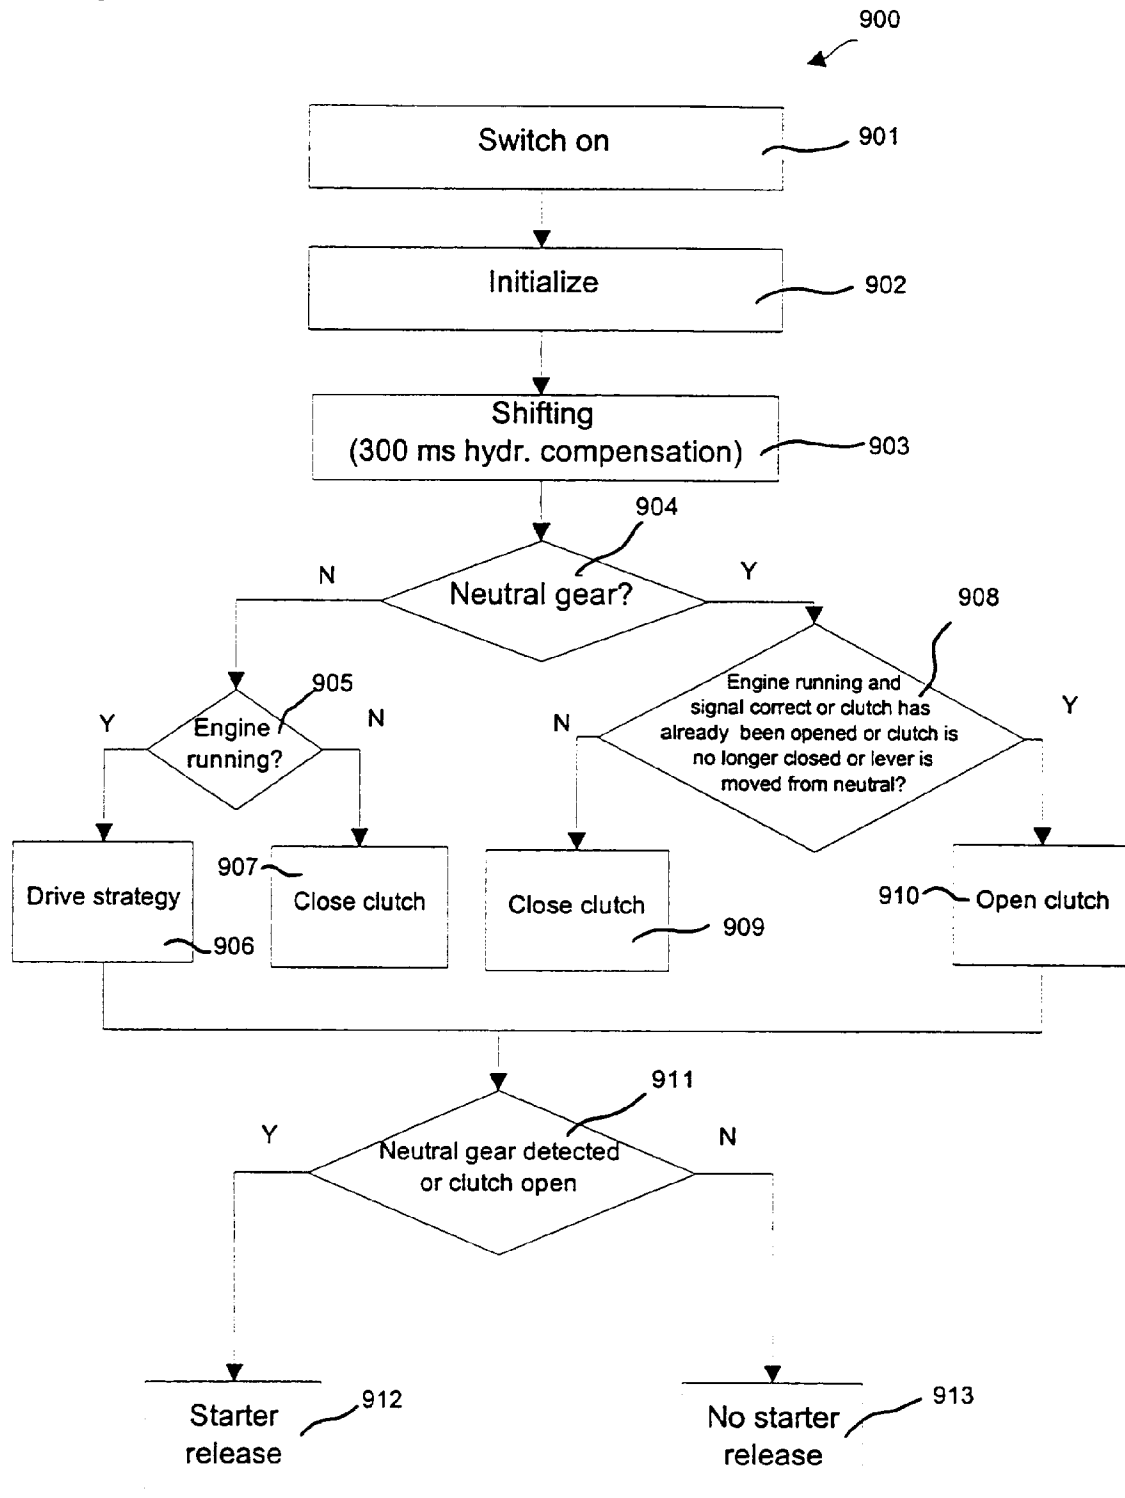 900
Switch on
901
Initialize
902
Shifting
(300 ms hydr. compensation)
903
904
N
Neutral gear?
Y
908
905
Y
Engine
running?
N
N
Engine running and
signal correct or clutch has
already been opened or clutch is
no longer closed or lever is
moved from neutral?
Y
Drive strategy
906
907
Close clutch
Close clutch
909
910
Open clutch
911
Y
Neutral gear detected
or clutch open
N
Starter
release
912
No starter
release
913